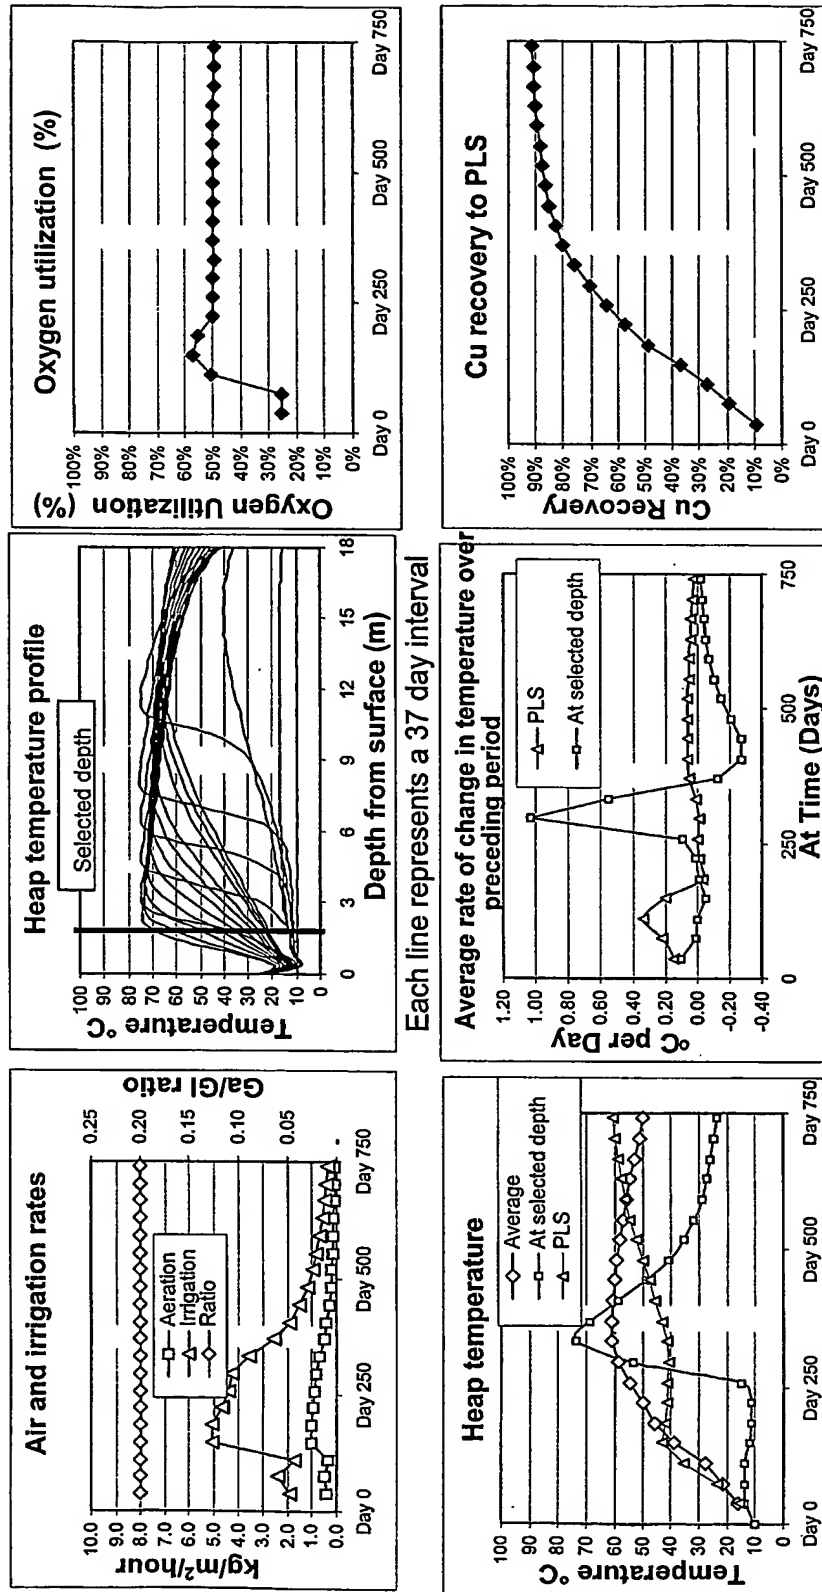 Air and irrigation rates
kg/m²/hour
10.0
9.0
8.0
7.0
6.0
5.0
4.0
3.0
2.0
1.0
0.0
Aeration
Irrigation
Ratio
0.25
0.20
0.15
0.10
0.05
-
Ga/Gl ratio
Day 0
Day 250
Day 500
Day 750
Heap temperature profile
Temperature °C
100
90
80
70
60
50
40
30
20
10
0
Selected depth
0
3
6
9
12
15
18
Depth from surface (m)
Each line represents a 37 day interval
Oxygen utilization (%)
Oxygen Utilization (%)
100%
90%
80%
70%
60%
50%
40%
30%
20%
10%
0%
Day 0
Day 250
Day 500
Day 750
Heap temperature
Temperature °C
100
90
80
70
60
50
40
30
20
10
0
Average
At selected depth
PLS
Day 0
Day 250
Day 500
Day 750
Average rate of change in temperature over
preceding period
°C per Day
1.20
1.00
0.80
0.60
0.40
0.20
0.00
-0.20
-0.40
PLS
At selected depth
0
250
500
750
At Time (Days)
Cu recovery to PLS
Cu Recovery
100%
90%
80%
70%
60%
50%
40%
30%
20%
10%
0%
Day 0
Day 250
Day 500
Day 750